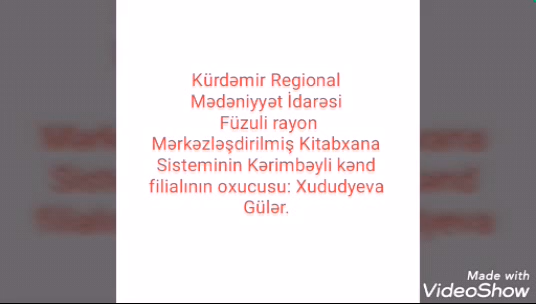 Kürdəmir Regional
Mədəniyyət İdarəsi
Füzuli rayon
Mərkəzləşdirilmiş Kitabxana
Sisteminin Kərimbəyli kənd
filialının oxucusu: Xududyeva
Gülər.
Made with
VideoShow